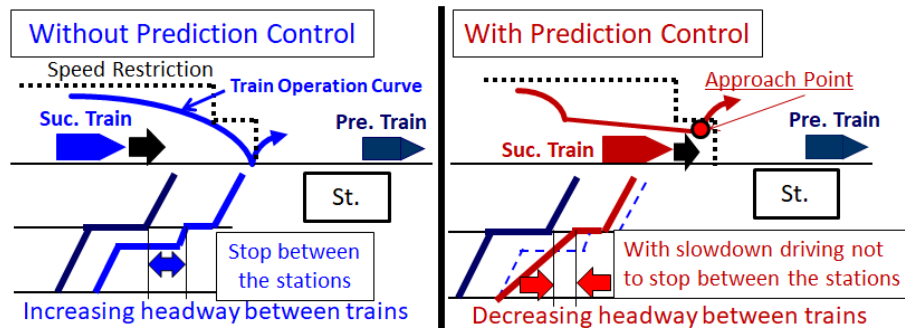 Without Prediction Control
Speed Restriction
Train Operation Curve
Suc. Train
Pre. Train
St.
Stop between
the stations
Increasing headway between trains
With Prediction Control
Approach Point
Pre. Train
Suc. Train
St.
With slowdown driving not
to stop between the stations
Decreasing headway between trains